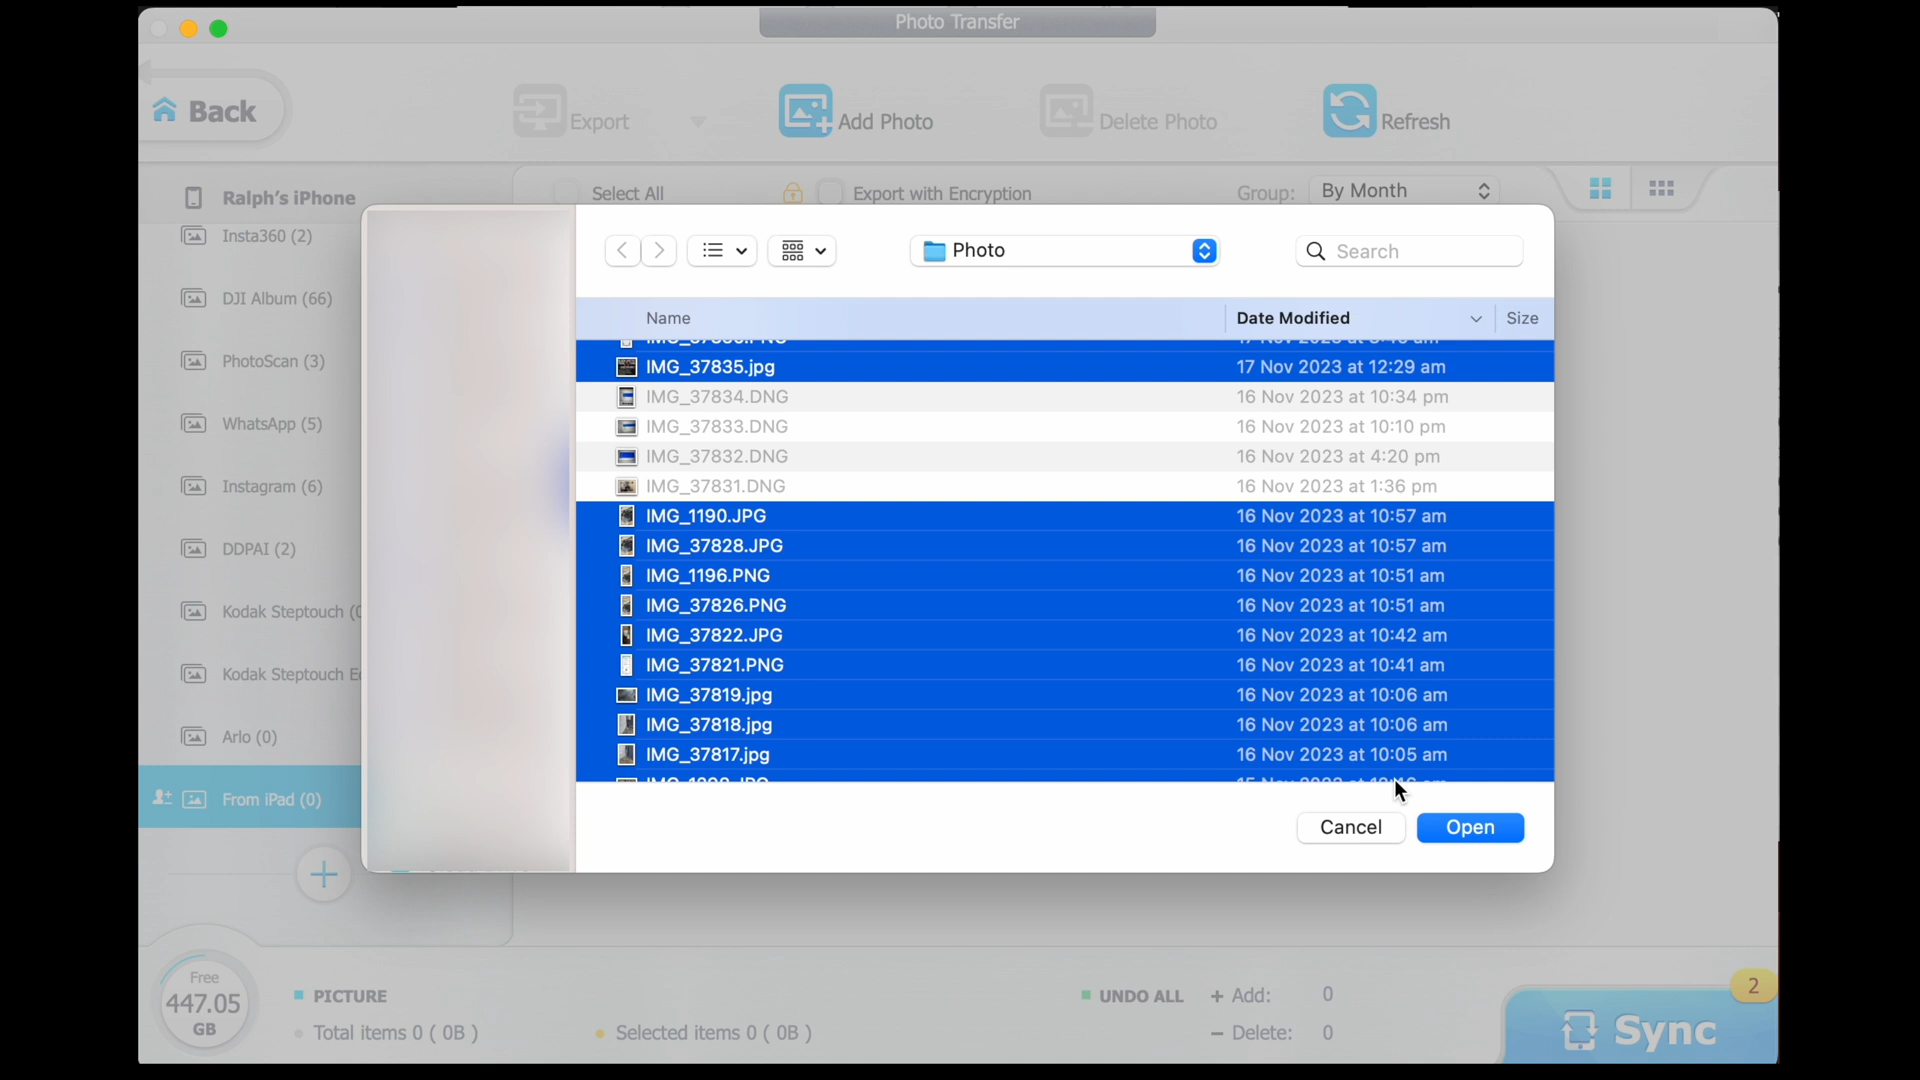 Photo Transfer
Back
Export
Add Photo
Delete Photo
Refresh
Ralph's iPhone
Select All
Export with Encryption
Group:
By Month
Insta360 (2)
DJI Album (66)
PhotoScan (3)
WhatsApp (5)
Instagram (6)
DDPAI (2)
Kodak Steptouch
Kodak Steptouch
Arlo (0)
From iPad (0)
Photo
Search
Name Date Modified Size
IMG_37835.jpg 17 Nov 2023 at 12:29 am
IMG_37834.DNG 16 Nov 2023 at 10:34 pm
IMG_37833.DNG 16 Nov 2023 at 10:10 pm
IMG_37832.DNG 16 Nov 2023 at 4:20 pm
IMG_37831.DNG 16 Nov 2023 at 1:36 pm
IMG_1190.JPG 16 Nov 2023 at 10:57 am
IMG_37828.JPG 16 Nov 2023 at 10:57 am
IMG_1196.PNG 16 Nov 2023 at 10:51 am
IMG_37826.PNG 16 Nov 2023 at 10:51 am
IMG_37822.JPG 16 Nov 2023 at 10:42 am
IMG_37821.PNG 16 Nov 2023 at 10:41 am
IMG_37819.jpg 16 Nov 2023 at 10:06 am
IMG_37818.jpg 16 Nov 2023 at 10:06 am
IMG_37817.jpg 16 Nov 2023 at 10:05 am
Cancel
Open
Free
447.05
GB
PICTURE
Total items 0 ( 0B )
Selected items 0 ( 0B )
UNDO ALL + Add: 0
− Delete: 0
2
Sync